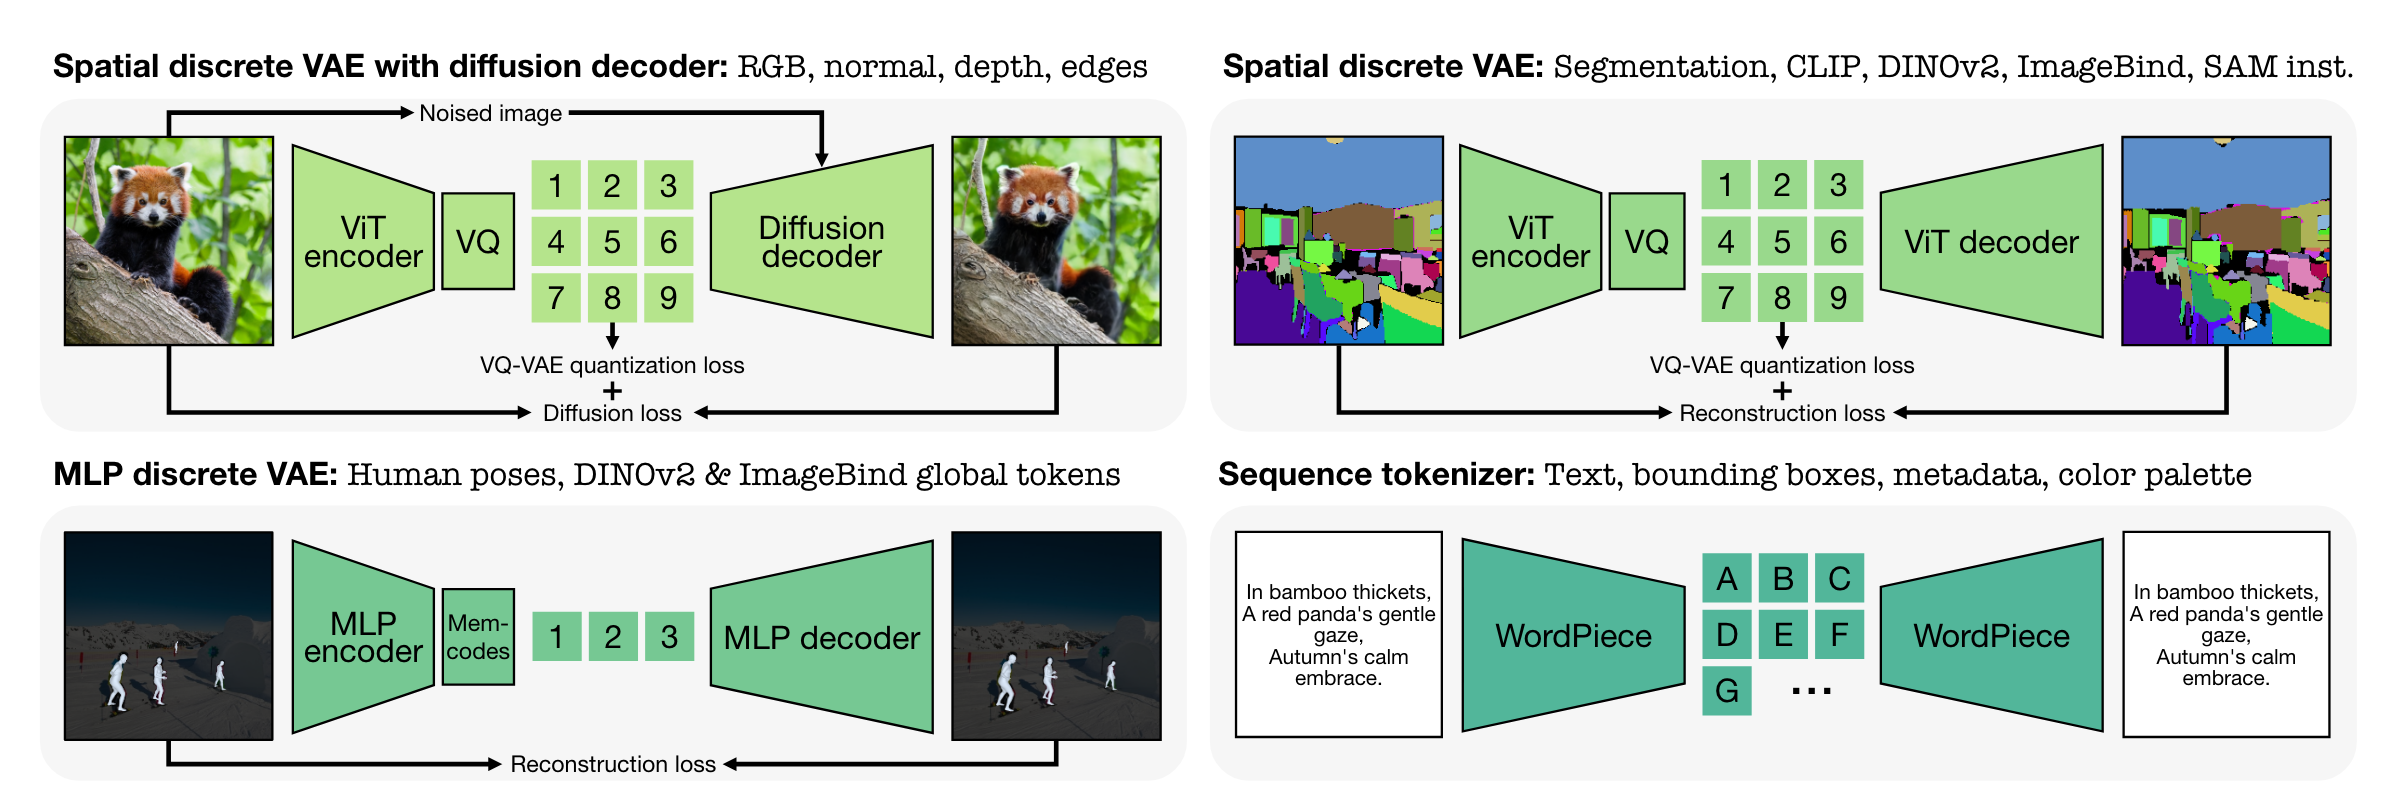 Spatial discrete VAE with diffusion decoder: RGB, normal, depth, edges
Noised image
ViT
encoder
VQ
1 2 3
4 5 6
7 8 9
Diffusion
decoder
VQ-VAE quantization loss
+
Diffusion loss
Spatial discrete VAE: Segmentation, CLIP, DINOv2, ImageBind, SAM inst.
ViT
encoder
VQ
1 2 3
4 5 6
7 8 9
ViT decoder
VQ-VAE quantization loss
+
Reconstruction loss
MLP discrete VAE: Human poses, DINOv2 & ImageBind global tokens
MLP
encoder
Mem-
codes
1 2 3
MLP decoder
Reconstruction loss
Sequence tokenizer: Text, bounding boxes, metadata, color palette
In bamboo thickets,
A red panda's gentle
gaze,
Autumn's calm
embrace.
WordPiece
A B C
D E F
G ...
WordPiece
In bamboo thickets,
A red panda's gentle
gaze,
Autumn's calm
embrace.